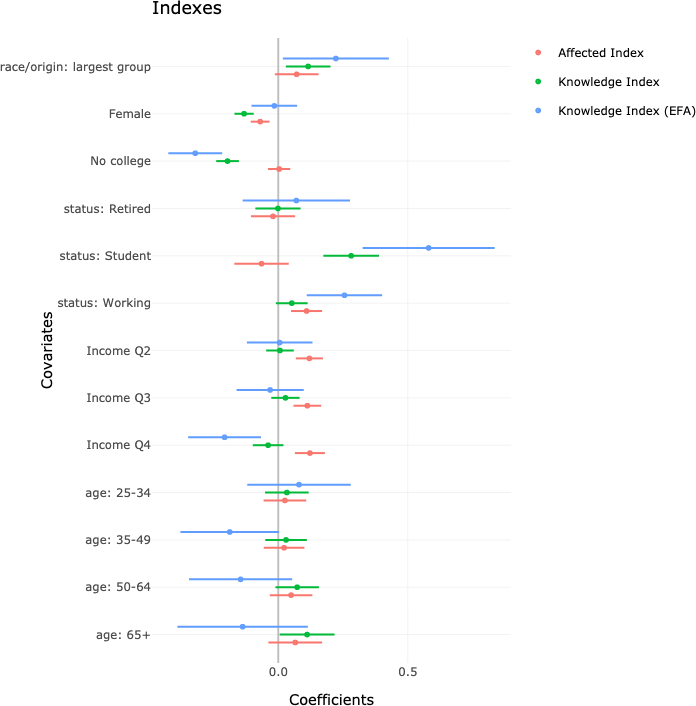 Indexes
Affected Index
Knowledge Index
Knowledge Index (EFA)
race/origin: largest group
Female
No college
status: Retired
status: Student
status: Working
Income Q2
Income Q3
Income Q4
age: 25-34
age: 35-49
age: 50-64
age: 65+
Covariates
0.0 0.5
Coefficients